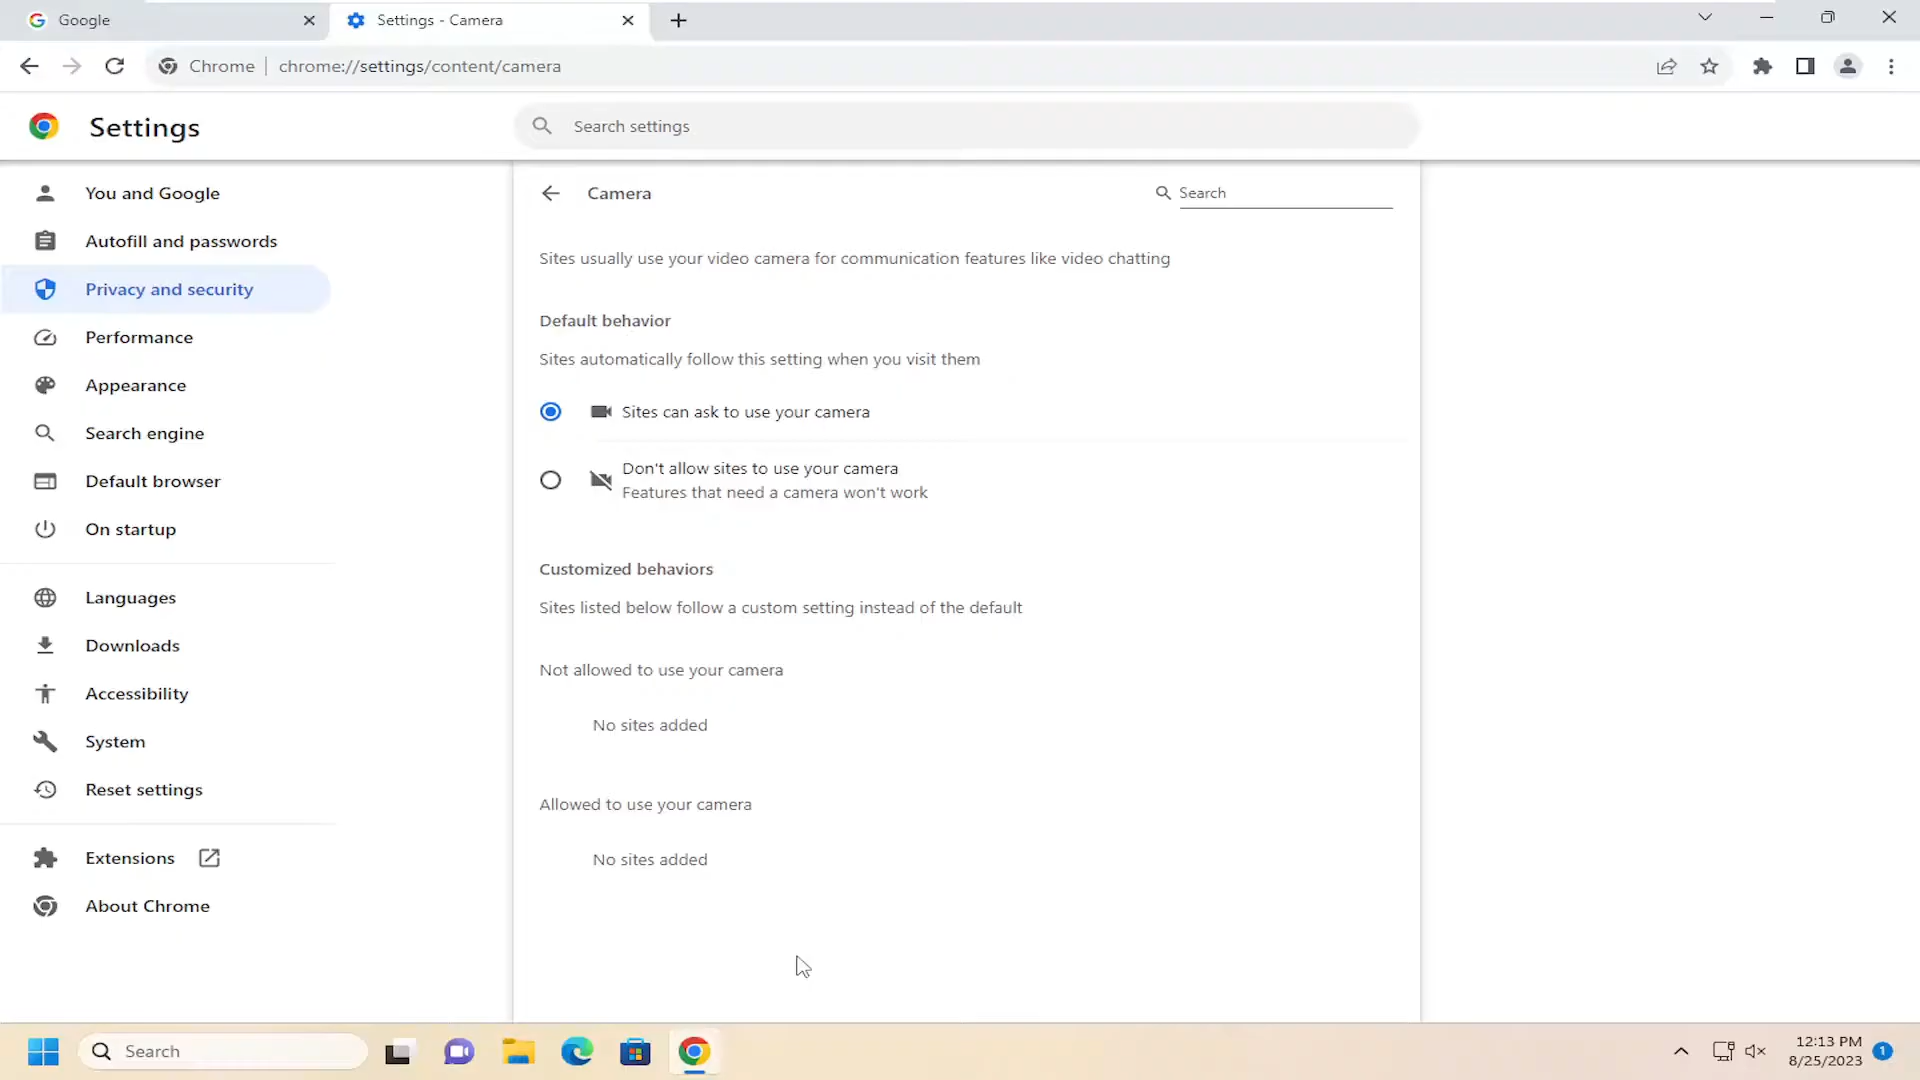 Google
Settings - Camera
Chrome
chrome://settings/content/camera
Settings
Search settings
You and Google
Autofill and passwords
Privacy and security
Performance
Appearance
Search engine
Default browser
On startup
Languages
Downloads
Accessibility
System
Reset settings
Extensions
About Chrome
Camera
Search
Sites usually use your video camera for communication features like video chatting
Default behavior
Sites automatically follow this setting when you visit them
Sites can ask to use your camera
Don't allow sites to use your camera
Features that need a camera won't work
Customized behaviors
Sites listed below follow a custom setting instead of the default
Not allowed to use your camera
No sites added
Allowed to use your camera
No sites added
Search
12:13 PM
8/25/2023
1